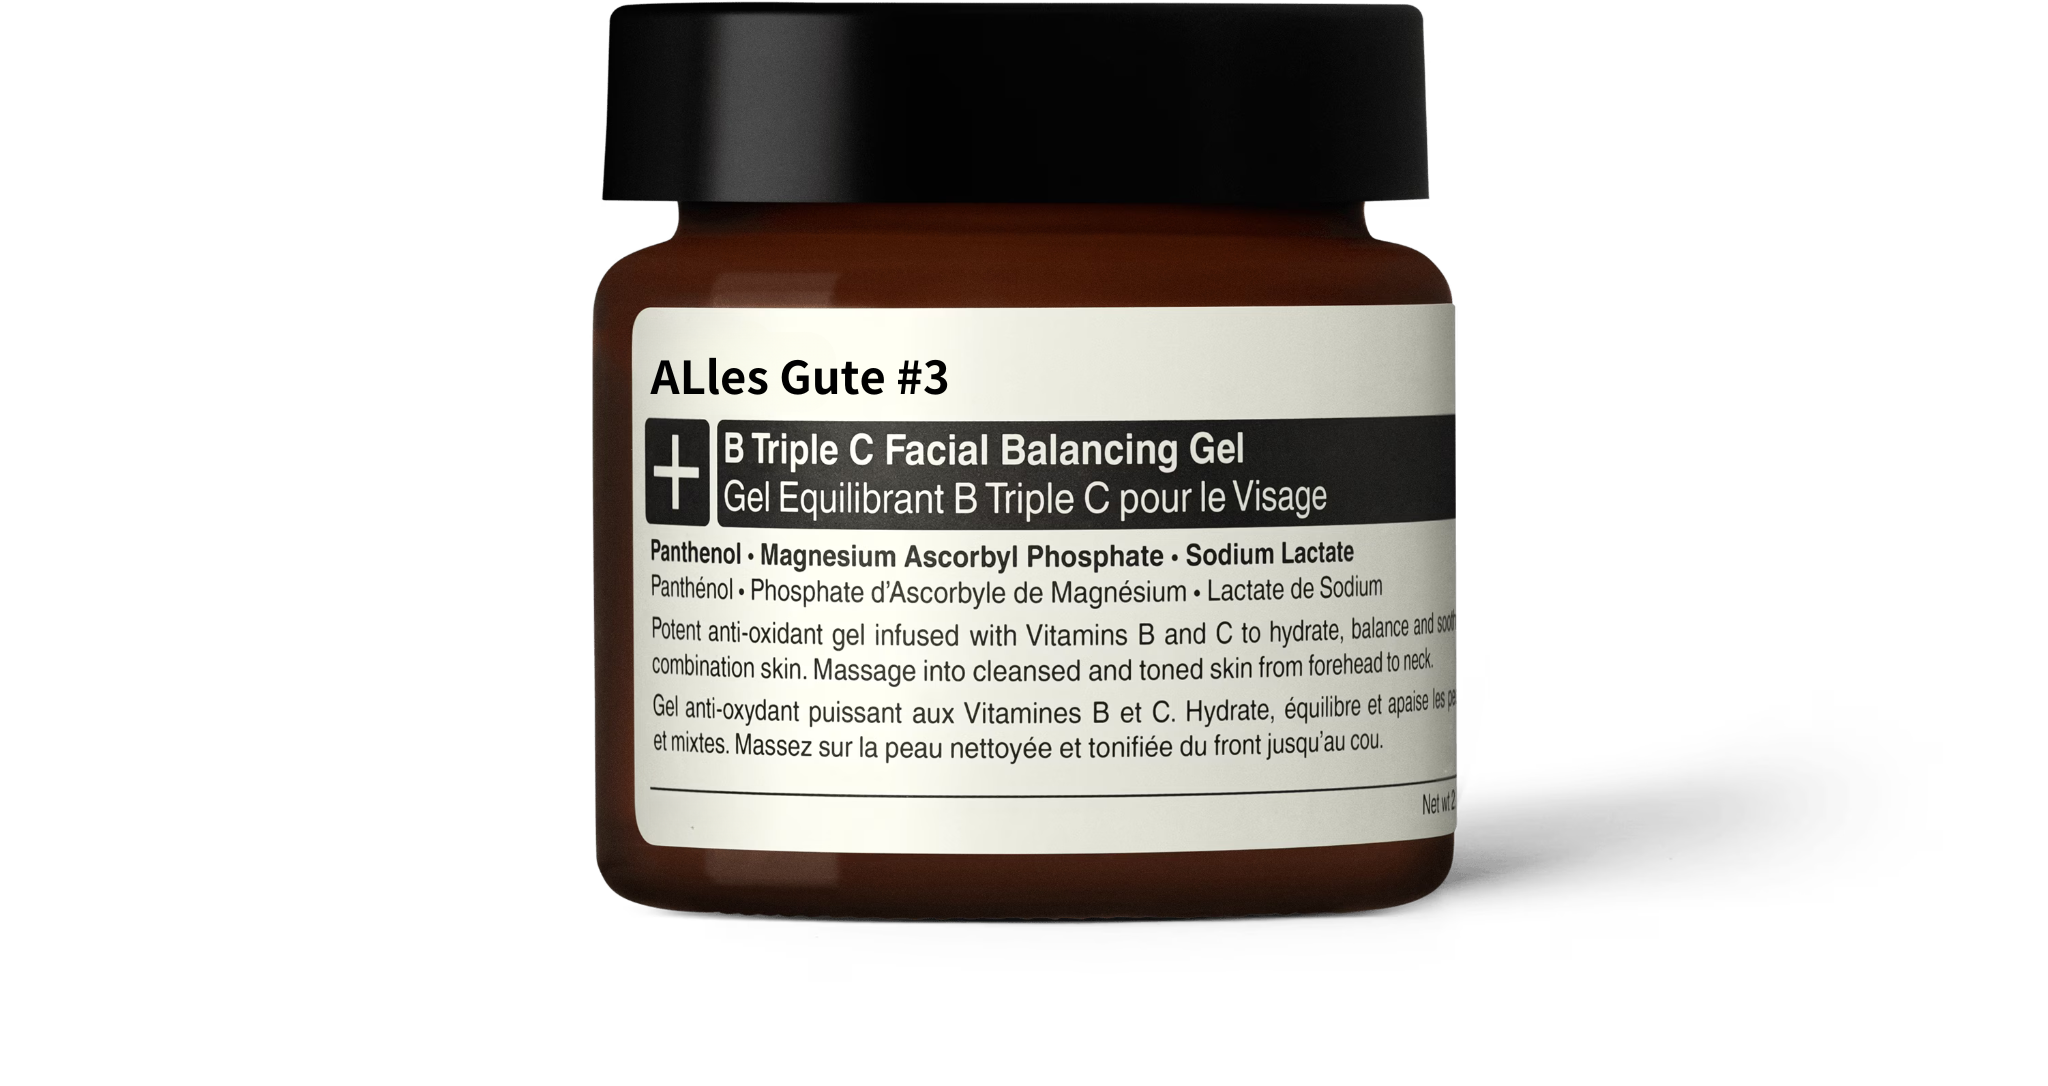 ALles Gute #3
B Triple C Facial Balancing Gel
Gel Equilibrant B Triple C pour le Visage
Panthenol • Magnesium Ascorbyl Phosphate • Sodium Lactate
Panthénol • Phosphate d’Ascorbyle de Magnésium • Lactate de Sodium
Potent anti-oxidant gel infused with Vitamins B and C to hydrate, balance and
combination skin. Massage into cleansed and toned skin from forehead to neck.
Gel anti-oxydant puissant aux Vitamines B et C. Hydrate, équilibre et apaise les
et mixtes. Massez sur la peau nettoyée et tonifiée du front jusqu’au cou.
Net wt